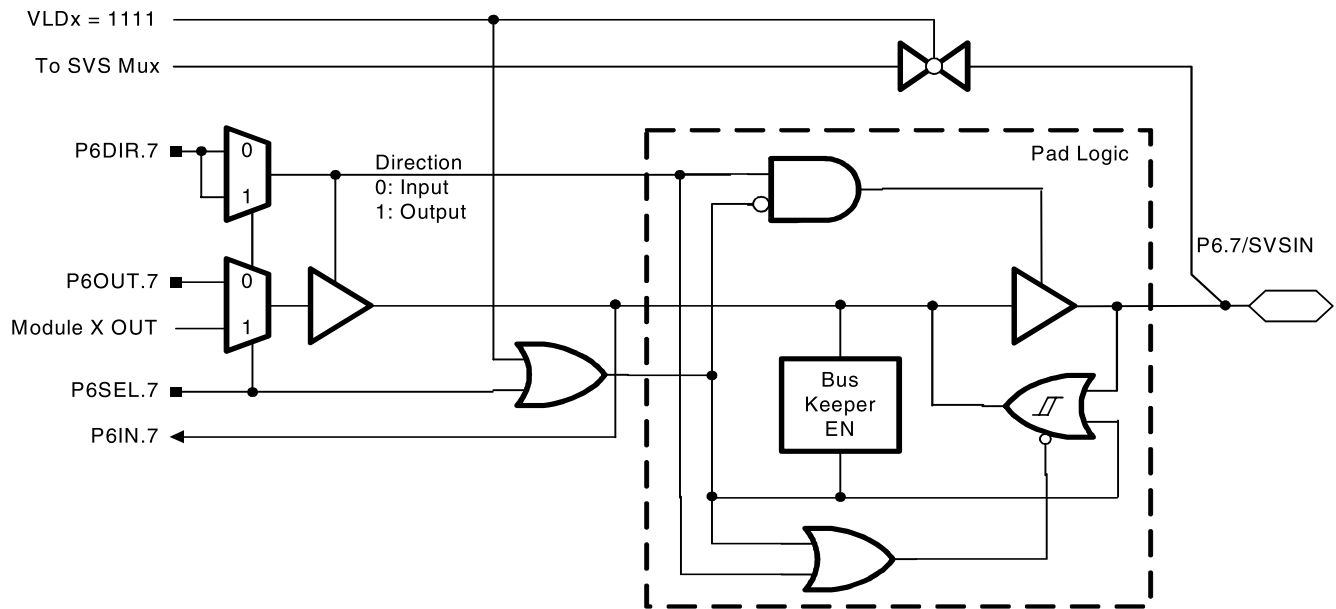 VLDx = 1111
To SVS Mux
P6DIR.7
0
1
Direction
0: Input
1: Output
Pad Logic
P6.7/SVSIN
P6OUT.7
0
Module X OUT
1
P6SEL.7
Bus
Keeper
EN
P6IN.7